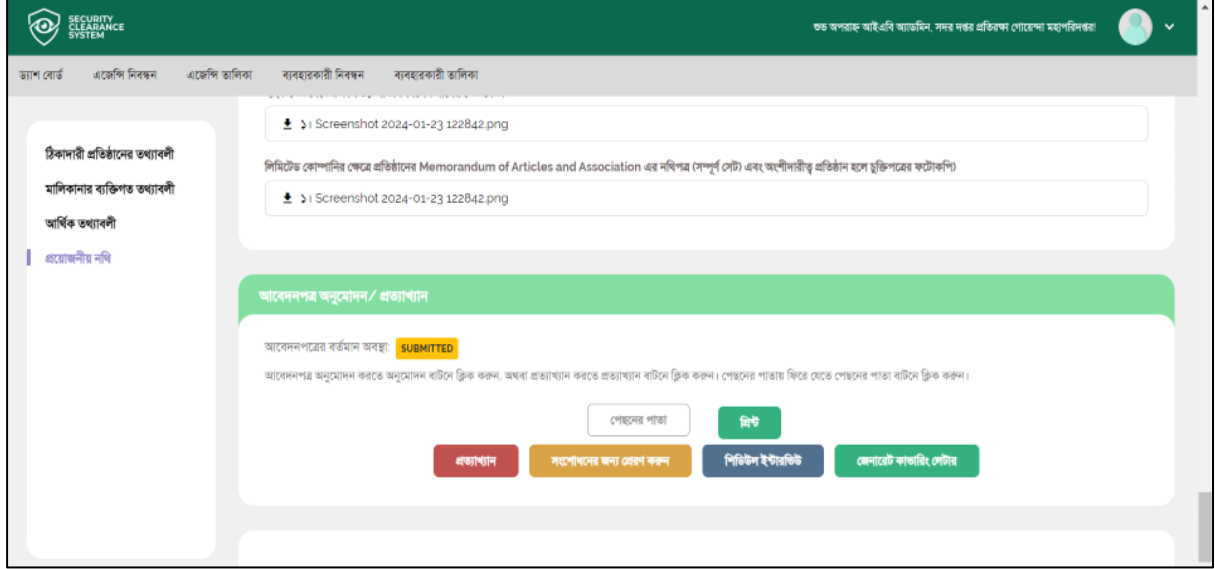 SECURITY
CLEARANCE
SYSTEM
শুভ অপরাহ্ন আইএবি অ্যাডমিন, সদর দপ্তর প্রতিরক্ষা গোয়েন্দা মহাপরিদপ্তর!
ড্যাশ বোর্ড এজেন্সি নিবন্ধন এজেন্সি তালিকা ব্যবহারকারী নিবন্ধন ব্যবহারকারী তালিকা
ঠিকাদারী প্রতিষ্ঠানের তথ্যাবলী
মালিকানার ব্যক্তিগত তথ্যাবলী
আর্থিক তথ্যাবলী
প্রয়োজনীয় নথি
১। Screenshot 2024-01-23 122842.png
লিমিটেড কোম্পানির ক্ষেত্রে প্রতিষ্ঠানের Memorandum of Articles and Association এর নথিপত্র (সম্পূর্ণ সেট) এবং অংশীদারীত্ব প্রতিষ্ঠান হলে চুক্তিপত্রের ফটোকপি)
১। Screenshot 2024-01-23 122842.png
আবেদনপত্র অনুমোদন/ প্রত্যাখ্যান
আবেদনপত্রের বর্তমান অবস্থা: SUBMITTED
আবেদনপত্র অনুমোদন করতে অনুমোদন বাটনে ক্লিক করুন, অথবা প্রত্যাখ্যান করতে প্রত্যাখ্যান বাটনে ক্লিক করুন। পেছনের পাতায় ফিরে যেতে পেছনের পাতা বাটনে ক্লিক করুন।
পেছনের পাতা প্রিন্ট
প্রত্যাখ্যান সংশোধনের জন্য প্রেরণ করুন শিডিউল ইন্টারভিউ জেনারেট কাভারিং লেটার